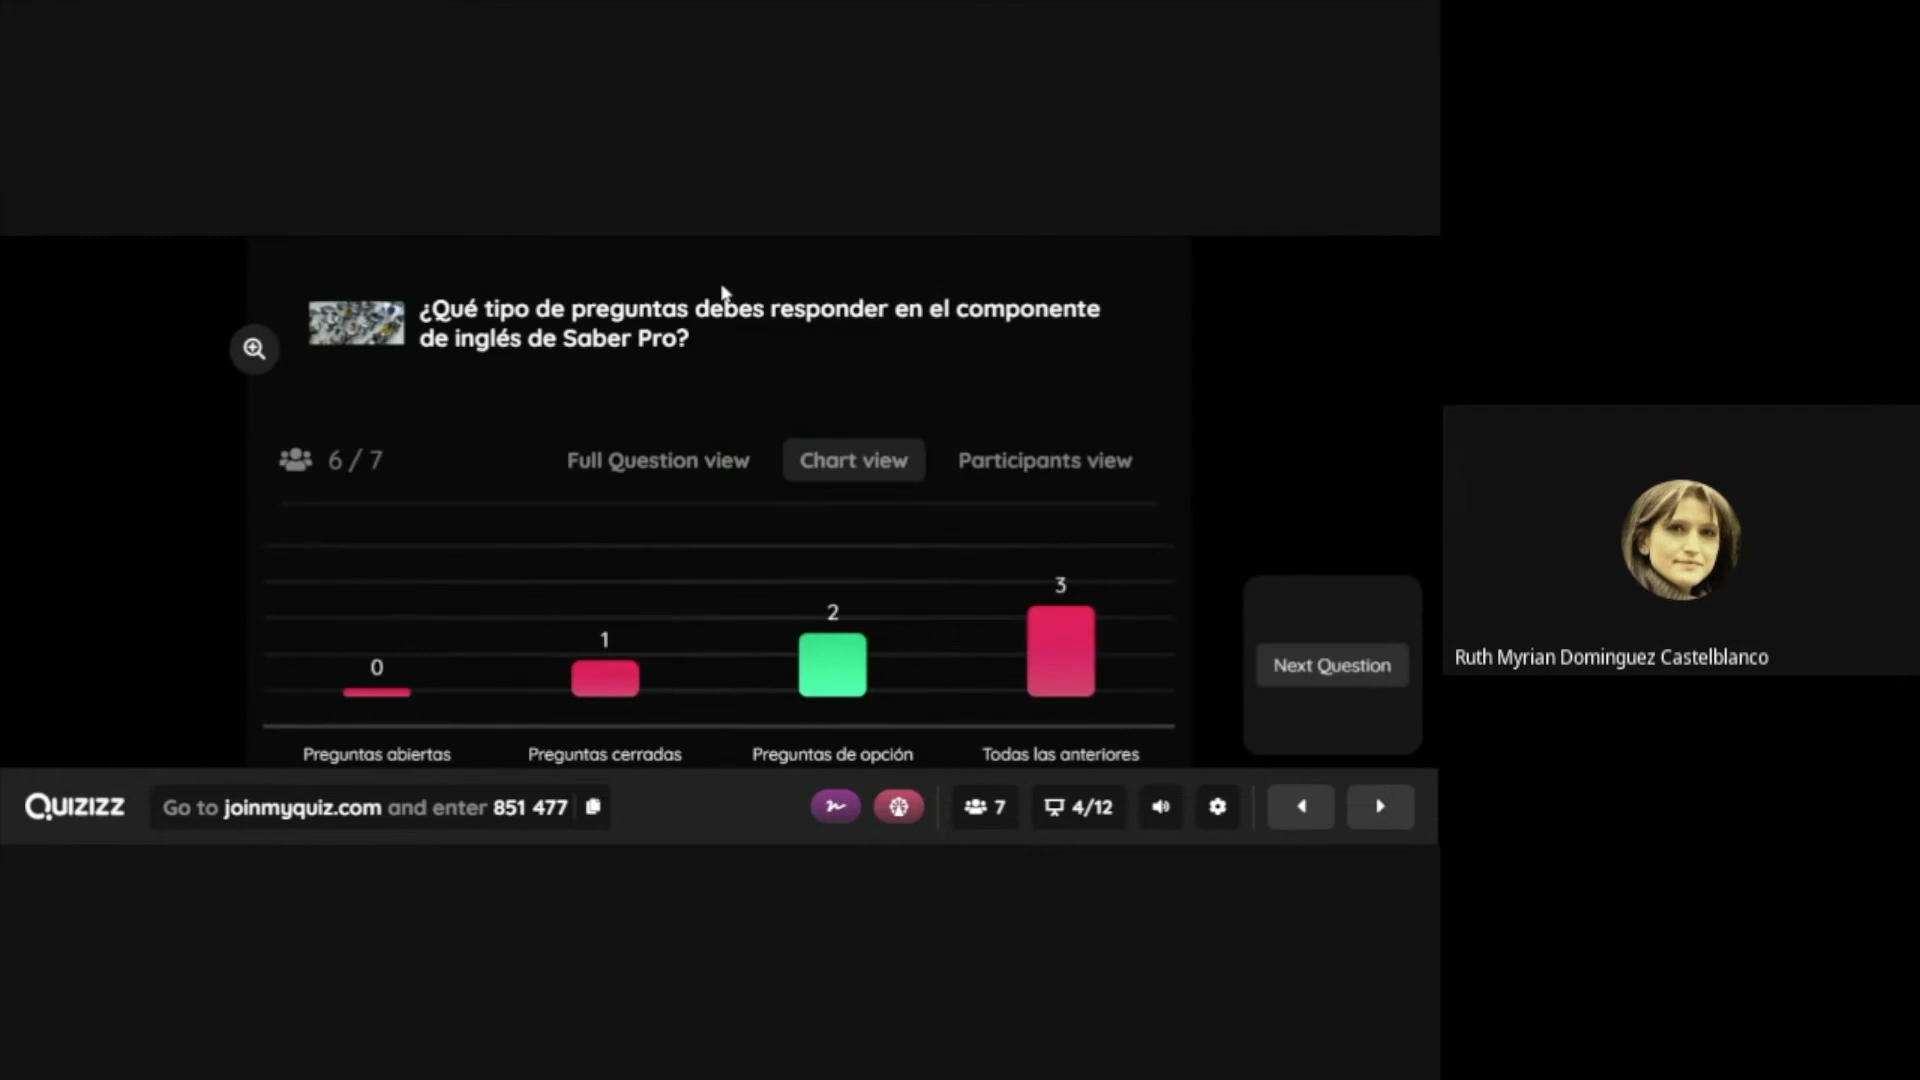 ¿Qué tipo de preguntas debes responder en el componente
de inglés de Saber Pro?
6 / 7
Full Question view
Chart view
Participants view
0
1
2
3
Preguntas abiertas
Preguntas cerradas
Preguntas de opción
Todas las anteriores
Next Question
Ruth Myrian Dominguez Castelblanco
QUIZIZZ
Go to joinmyquiz.com and enter 851 477
7
4/12